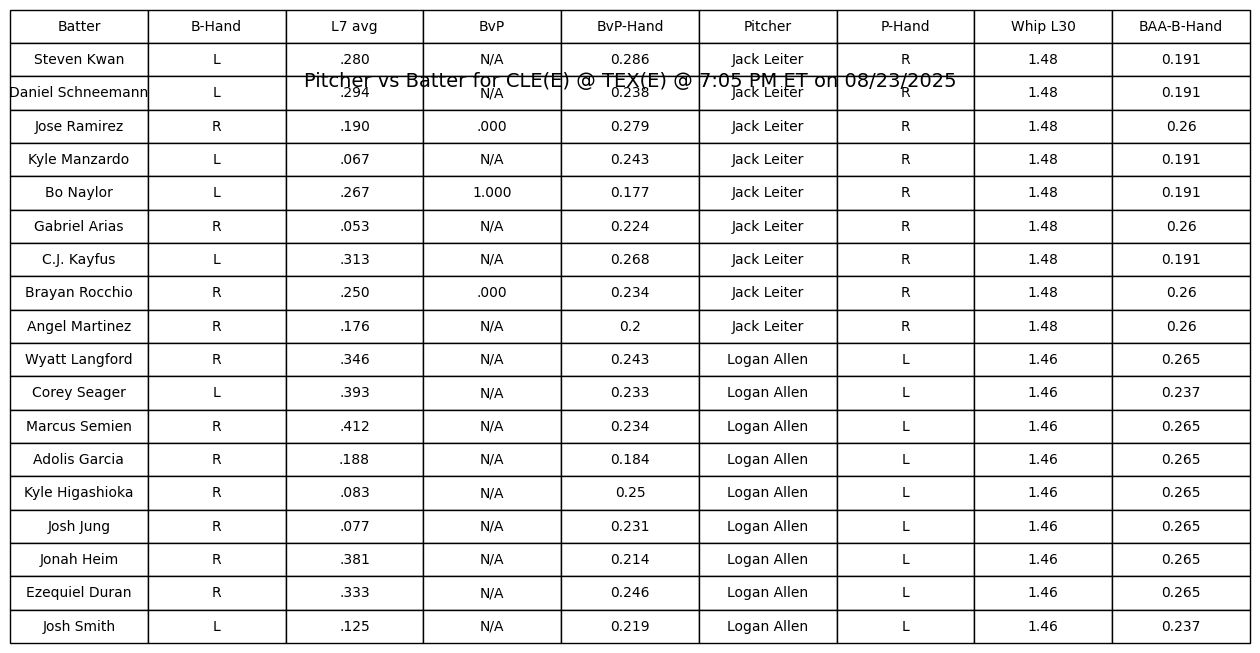 Batter B-Hand L7 avg BvP BvP-Hand Pitcher P-Hand Whip L30 BAA-B-Hand
Steven Kwan L .280 N/A 0.286 Jack Leiter R 1.48 0.191
Pitcher vs Batter for CLE(E) @ TEX(E) @ 7:05 PM ET on 08/23/2025
Daniel Schneemann L .294 N/A 0.238 Jack Leiter R 1.48 0.191
Jose Ramirez R .190 .000 0.279 Jack Leiter R 1.48 0.26
Kyle Manzardo L .067 N/A 0.243 Jack Leiter R 1.48 0.191
Bo Naylor L .267 1.000 0.177 Jack Leiter R 1.48 0.191
Gabriel Arias R .053 N/A 0.224 Jack Leiter R 1.48 0.26
C.J. Kayfus L .313 N/A 0.268 Jack Leiter R 1.48 0.191
Brayan Rocchio R .250 .000 0.234 Jack Leiter R 1.48 0.26
Angel Martinez R .176 N/A 0.2 Jack Leiter R 1.48 0.26
Wyatt Langford R .346 N/A 0.243 Logan Allen L 1.46 0.265
Corey Seager L .393 N/A 0.233 Logan Allen L 1.46 0.237
Marcus Semien R .412 N/A 0.234 Logan Allen L 1.46 0.265
Adolis Garcia R .188 N/A 0.184 Logan Allen L 1.46 0.265
Kyle Higashioka R .083 N/A 0.25 Logan Allen L 1.46 0.265
Josh Jung R .077 N/A 0.231 Logan Allen L 1.46 0.265
Jonah Heim R .381 N/A 0.214 Logan Allen L 1.46 0.265
Ezequiel Duran R .333 N/A 0.246 Logan Allen L 1.46 0.265
Josh Smith L .125 N/A 0.219 Logan Allen L 1.46 0.237